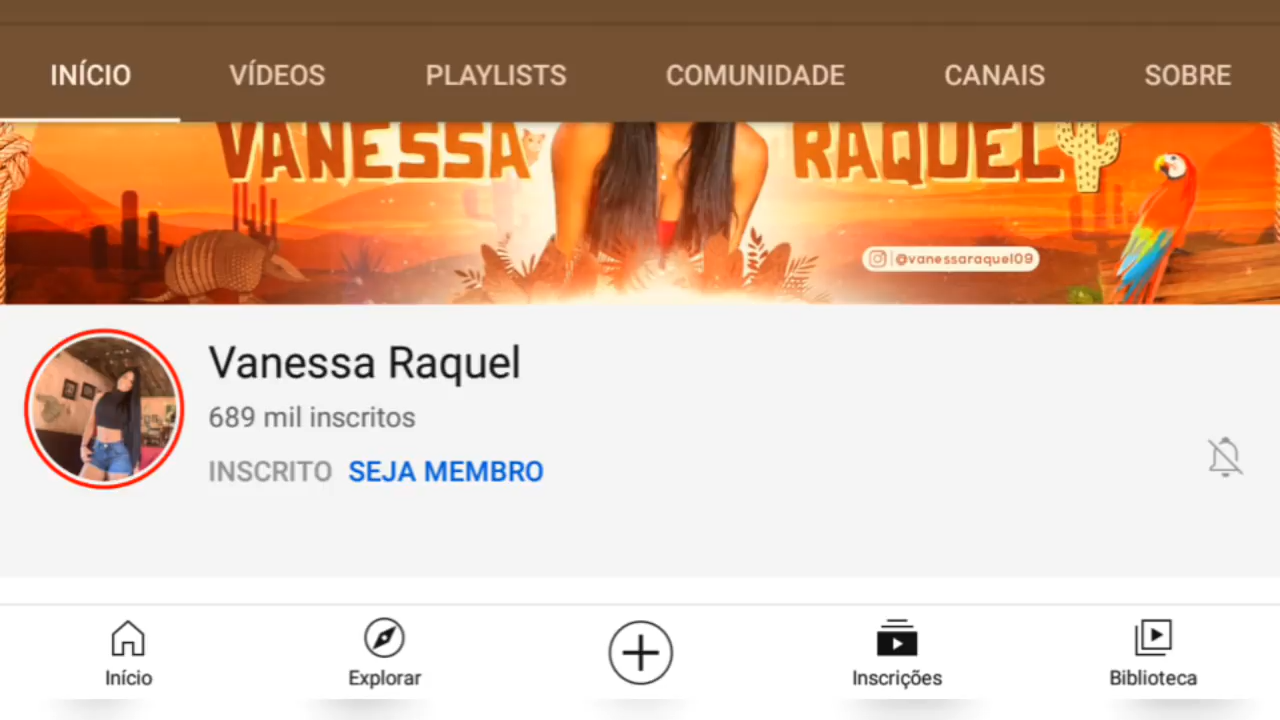 INÍCIO VÍDEOS PLAYLISTS COMUNIDADE CANAIS SOBRE
VANESSA RAQUEL
@vanessaraquel09
Vanessa Raquel
689 mil inscritos
INSCRITO SEJA MEMBRO
Início Explorar Inscrições Biblioteca